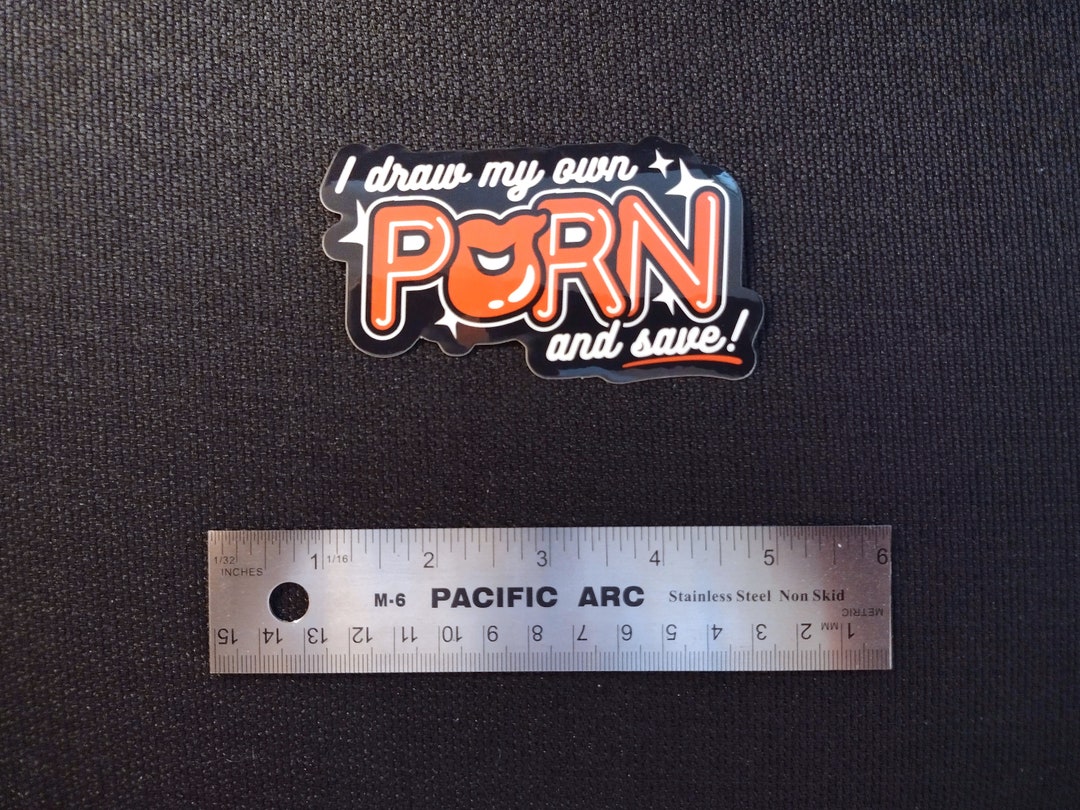 I draw my own
PORN
and save!
1/32 1 1/16 2 3 4 5 6
INCHES
M-6 PACIFIC ARC Stainless Steel Non Skid
METRIC
15 14 13 12 11 10 9 8 7 6 5 4 3 2 MM 1